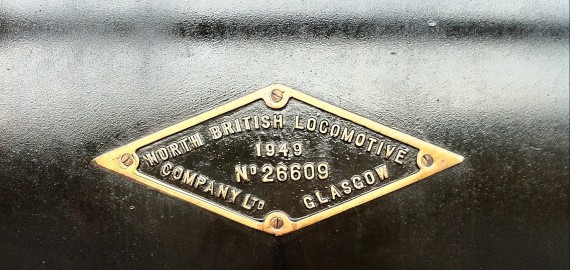 NORTH BRITISH LOCOMOTIVE
1949
Nº 26609
COMPANY LTD GLASGOW